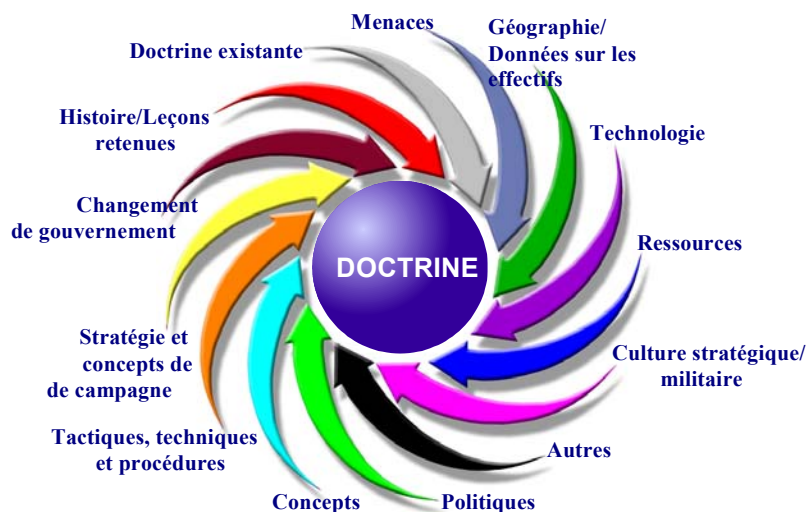 Menaces
Géographie/
Données sur les
effectifs
Doctrine existante
Technologie
Histoire/Leçons
retenues
Changement
de gouvernement
Ressources
DOCTRINE
Stratégie et
concepts de
de campagne
Culture stratégique/
militaire
Tactiques, techniques
et procédures
Autres
Concepts
Politiques